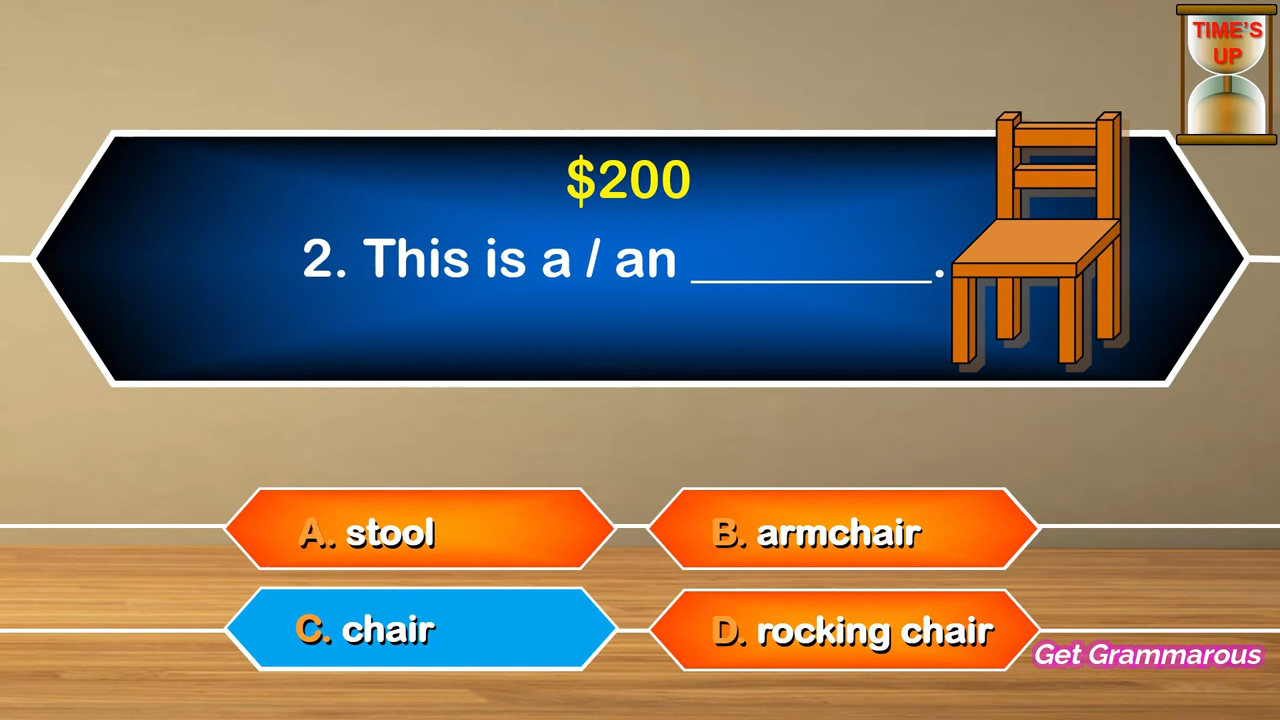 TIME'S
UP
$200
2. This is a / an _________.
A. stool
B. armchair
C. chair
D. rocking chair
Get Grammarous